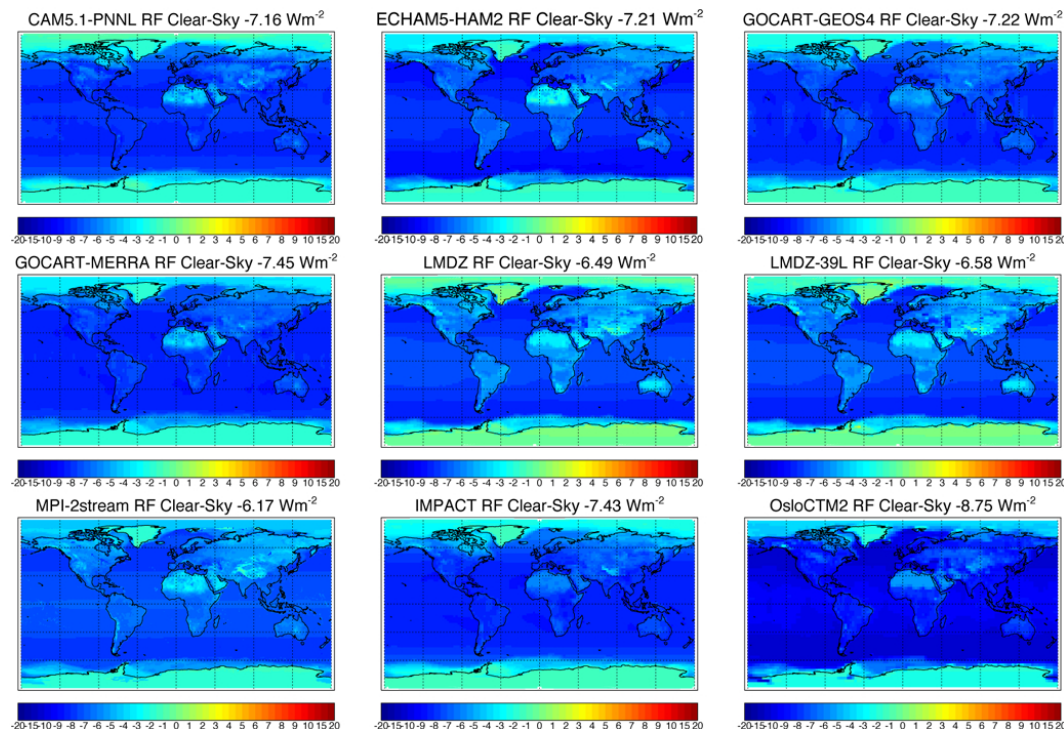 CAM5.1-PNNL RF Clear-Sky -7.16 Wm-2
ECHAM5-HAM2 RF Clear-Sky -7.21 Wm-2
GOCART-GEOS4 RF Clear-Sky -7.22 Wm-2
-20-15-10-9 -8 -7 -6 -5 -4 -3 -2 -1 0 1 2 3 4 5 6 7 8 9 10 15 20
-20-15-10-9 -8 -7 -6 -5 -4 -3 -2 -1 0 1 2 3 4 5 6 7 8 9 10 15 20
-20-15-10-9 -8 -7 -6 -5 -4 -3 -2 -1 0 1 2 3 4 5 6 7 8 9 10 15 20
GOCART-MERRA RF Clear-Sky -7.45 Wm-2
LMDZ RF Clear-Sky -6.49 Wm-2
LMDZ-39L RF Clear-Sky -6.58 Wm-2
-20-15-10-9 -8 -7 -6 -5 -4 -3 -2 -1 0 1 2 3 4 5 6 7 8 9 10 15 20
-20-15-10-9 -8 -7 -6 -5 -4 -3 -2 -1 0 1 2 3 4 5 6 7 8 9 10 15 20
-20-15-10-9 -8 -7 -6 -5 -4 -3 -2 -1 0 1 2 3 4 5 6 7 8 9 10 15 20
MPI-2stream RF Clear-Sky -6.17 Wm-2
IMPACT RF Clear-Sky -7.43 Wm-2
OsloCTM2 RF Clear-Sky -8.75 Wm-2
-20-15-10-9 -8 -7 -6 -5 -4 -3 -2 -1 0 1 2 3 4 5 6 7 8 9 10 15 20
-20-15-10-9 -8 -7 -6 -5 -4 -3 -2 -1 0 1 2 3 4 5 6 7 8 9 10 15 20
-20-15-10-9 -8 -7 -6 -5 -4 -3 -2 -1 0 1 2 3 4 5 6 7 8 9 10 15 20